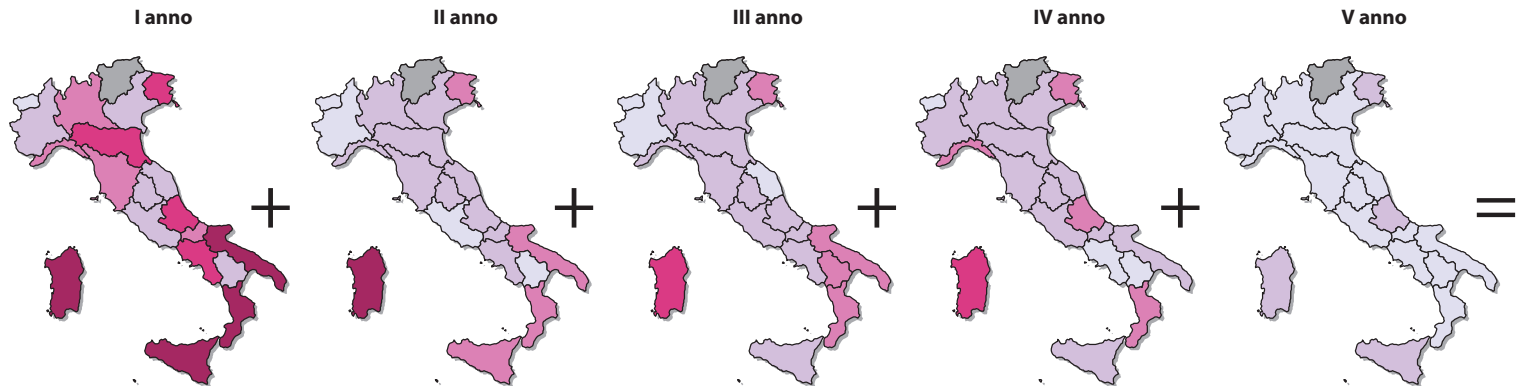 I anno
II anno
III anno
IV anno
V anno
+ + + + =